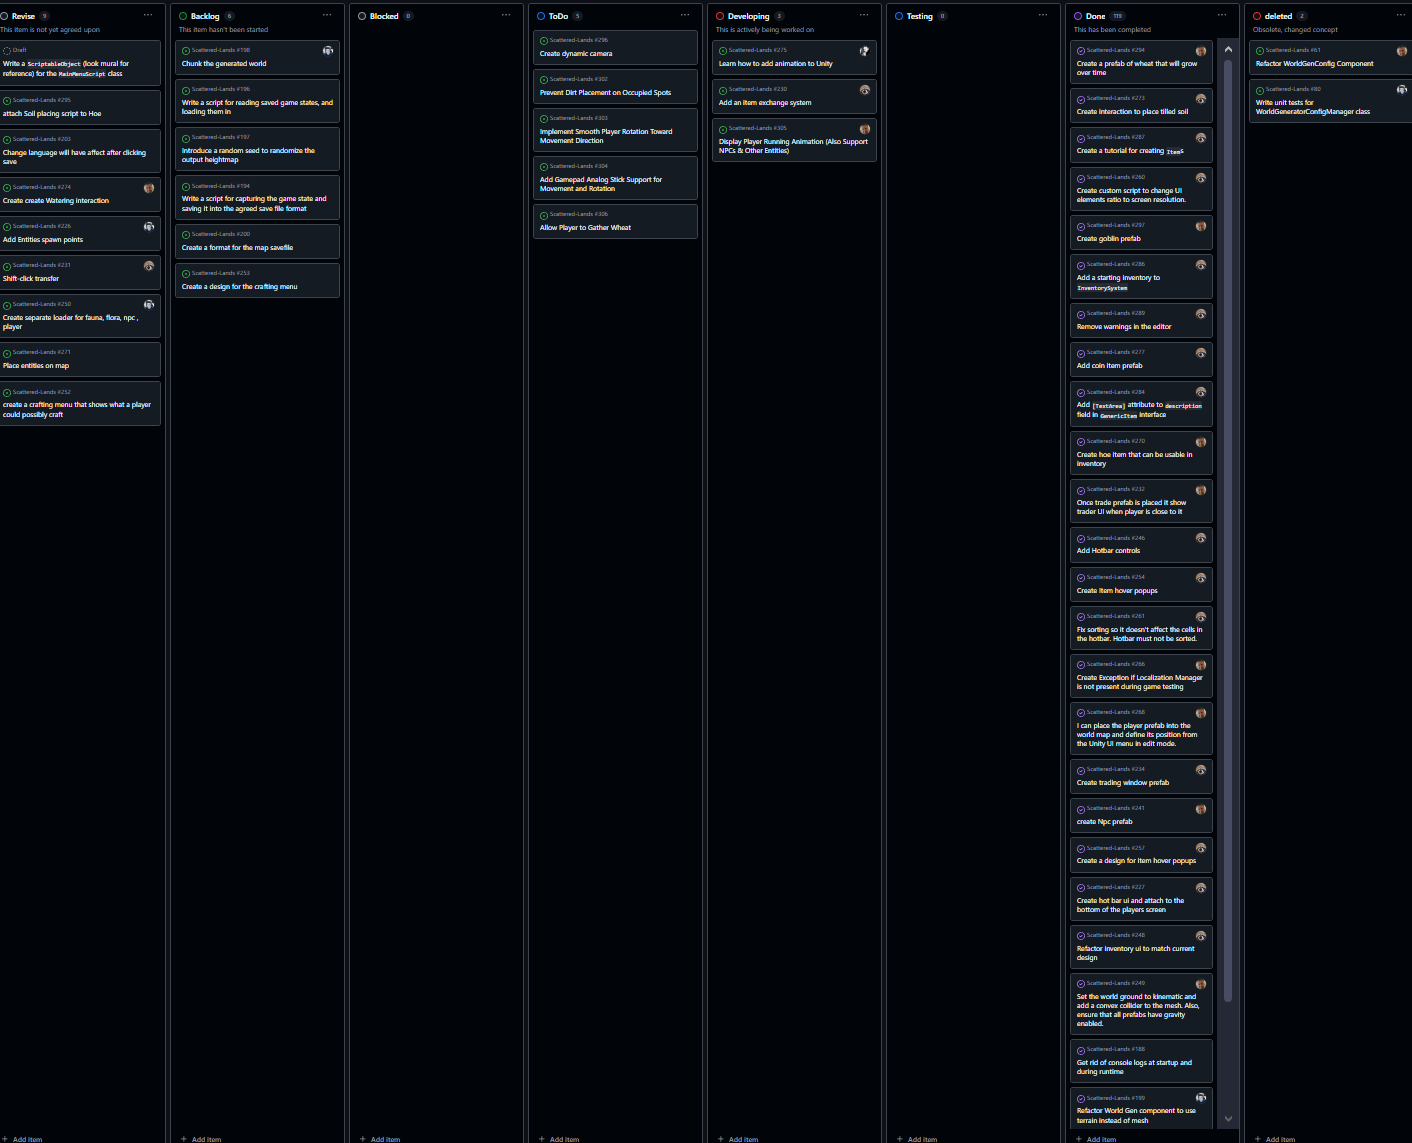 Revise 9
This item is not yet agreed upon
Draft
Write a ScriptableObject (look mural for
reference) for the MainMenuScript class
Scattered-Lands #295
attach Soil placing script to Hoe
Scattered-Lands #203
Change language will have affect after clicking
save
Scattered-Lands #274
Create create Watering interaction
Scattered-Lands #226
Add Entities spawn points
Scattered-Lands #231
Shift-click transfer
Scattered-Lands #250
Create separate loader for fauna, flora, npc ,
player
Scattered-Lands #271
Place entities on map
Scattered-Lands #252
create a crafting menu that shows what a player
could possibly craft
Add item
Backlog 6
This item hasn't been started
Scattered-Lands #198
Chunk the generated world
Scattered-Lands #196
Write a script for reading saved game states, and
loading them in
Scattered-Lands #197
Introduce a random seed to randomize the
output heightmap
Scattered-Lands #194
Write a script for capturing the game state and
saving it into the agreed save file format
Scattered-Lands #200
Create a format for the map savefile
Scattered-Lands #253
Create a design for the crafting menu
Add item
Blocked 0
Add item
ToDo 5
Scattered-Lands #296
Create dynamic camera
Scattered-Lands #302
Prevent Dirt Placement on Occupied Spots
Scattered-Lands #303
Implement Smooth Player Rotation Toward
Movement Direction
Scattered-Lands #304
Add Gamepad Analog Stick Support for
Movement and Rotation
Scattered-Lands #306
Allow Player to Gather Wheat
Add item
Developing 3
This is actively being worked on
Scattered-Lands #275
Learn how to add animation to Unity
Scattered-Lands #230
Add an item exchange system
Scattered-Lands #305
Display Player Running Animation (Also Support
NPCs & Other Entities)
Add item
Testing 0
Add item
Done
This has been completed
Scattered-Lands #294
Create a prefab of wheat that will grow
over time
Scattered-Lands #273
Create interaction to place tilled soil
Scattered-Lands #287
Create a tutorial for creating Items
Scattered-Lands #260
Create custom script to change UI
elements ratio to screen resolution.
Scattered-Lands #297
Create goblin prefab
Scattered-Lands #286
Add a starting inventory to
InventorySystem
Scattered-Lands #289
Remove warnings in the editor
Scattered-Lands #277
Add coin item prefab
Scattered-Lands #284
Add [TextArea] attribute to description
field in GenericItem interface
Scattered-Lands #270
Create hoe item that can be usable in
inventory
Scattered-Lands #232
Once trade prefab is placed it show
trader UI when player is close to it
Scattered-Lands #246
Add Hotbar controls
Scattered-Lands #254
Create item hover popups
Scattered-Lands #261
Fix sorting so it doesn't affect the cells in
the hotbar. Hotbar must not be sorted.
Scattered-Lands #266
Create Exception if Localization Manager
is not present during game testing
Scattered-Lands #268
I can place the player prefab into the
world map and define its position from
the Unity UI menu in edit mode.
Scattered-Lands #234
Create trading window prefab
Scattered-Lands #241
create Npc prefab
Scattered-Lands #257
Create a design for item hover popups
Scattered-Lands #227
Create hot bar ui and attach to the
bottom of the players screen
Scattered-Lands #248
Refactor inventory ui to match current
design
Scattered-Lands #249
Set the world ground to kinematic and
add a convex collider to the mesh. Also,
ensure that all prefabs have gravity
enabled.
Scattered-Lands #188
Get rid of console logs at startup and
during runtime
Scattered-Lands #199
Refactor World Gen component to use
terrain instead of mesh
Add item
deleted 2
Obsolete, changed concept
Scattered-Lands #61
Refactor WorldGenConfig Component
Scattered-Lands #80
Write unit tests for
WorldGeneratorConfigManager class
Add item